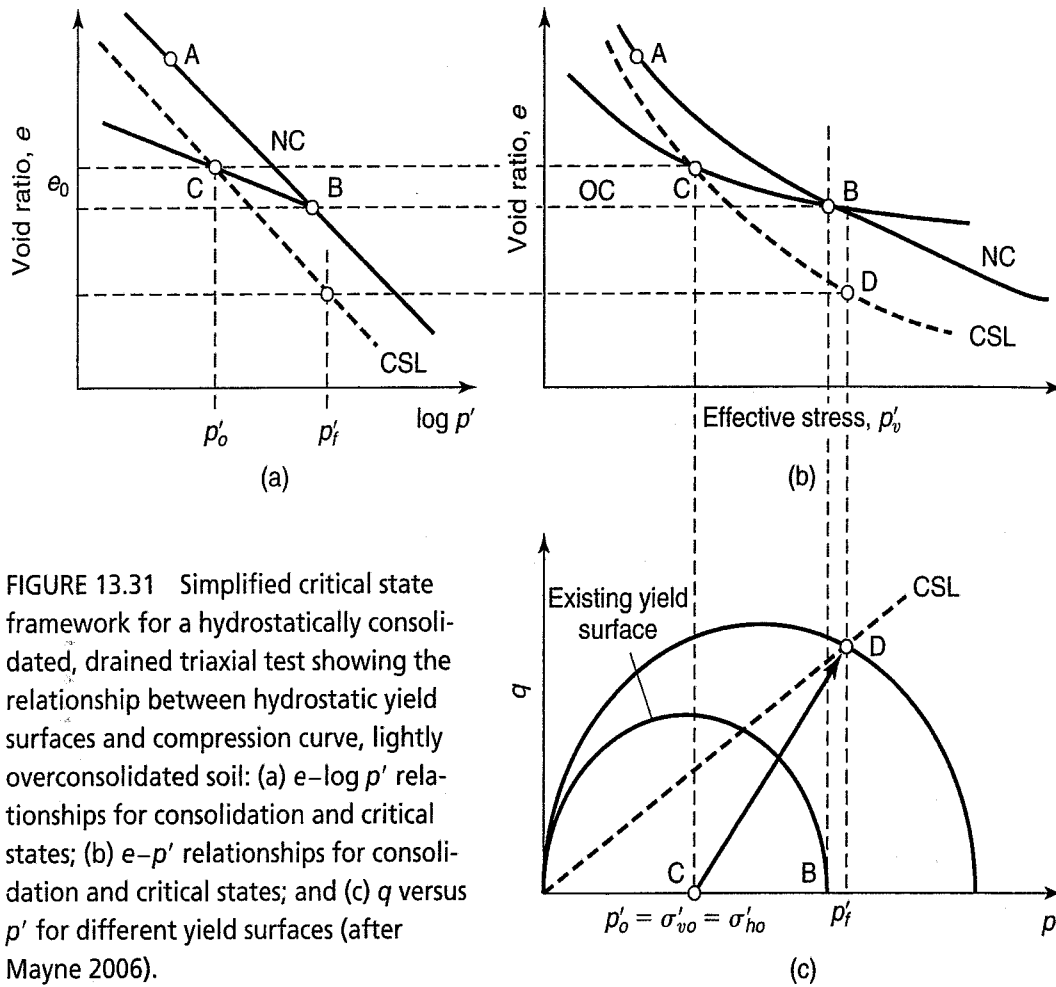 A
NC
C
B
CSL
Void ratio, e
e₀
p′ₒ
p′f
log p′
(a)
A
OC
C
B
NC
D
CSL
Void ratio, e
Effective stress, p′v
(b)
FIGURE 13.31 Simplified critical state
framework for a hydrostatically consoli-
dated, drained triaxial test showing the
relationship between hydrostatic yield
surfaces and compression curve, lightly
overconsolidated soil: (a) e–log p′ rela-
tionships for consolidation and critical
states; (b) e–p′ relationships for consoli-
dation and critical states; and (c) q versus
p′ for different yield surfaces (after
Mayne 2006).
Existing yield
surface
CSL
D
q
C
B
p′ₒ = σ′vo = σ′ho
p′f
p
(c)